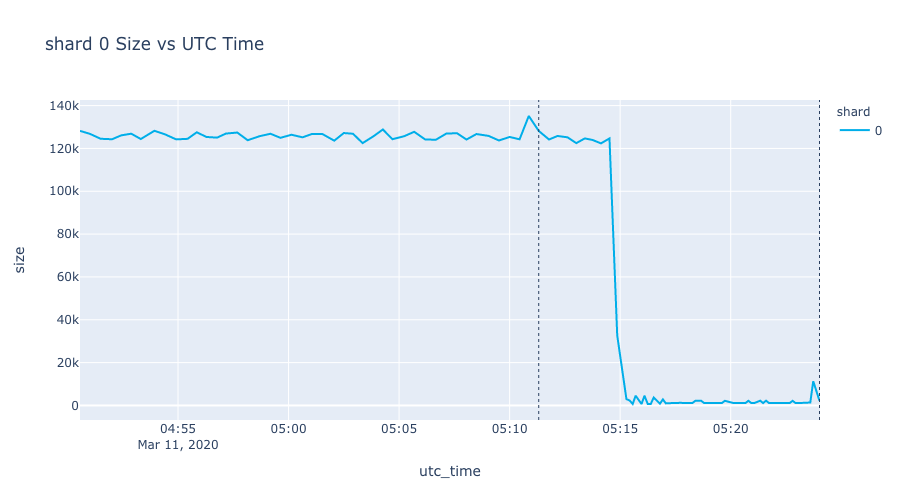 shard 0 Size vs UTC Time
140k
120k
100k
80k
60k
40k
20k
0
size
04:55
Mar 11, 2020
05:00
05:05
05:10
05:15
05:20
utc_time
shard
0